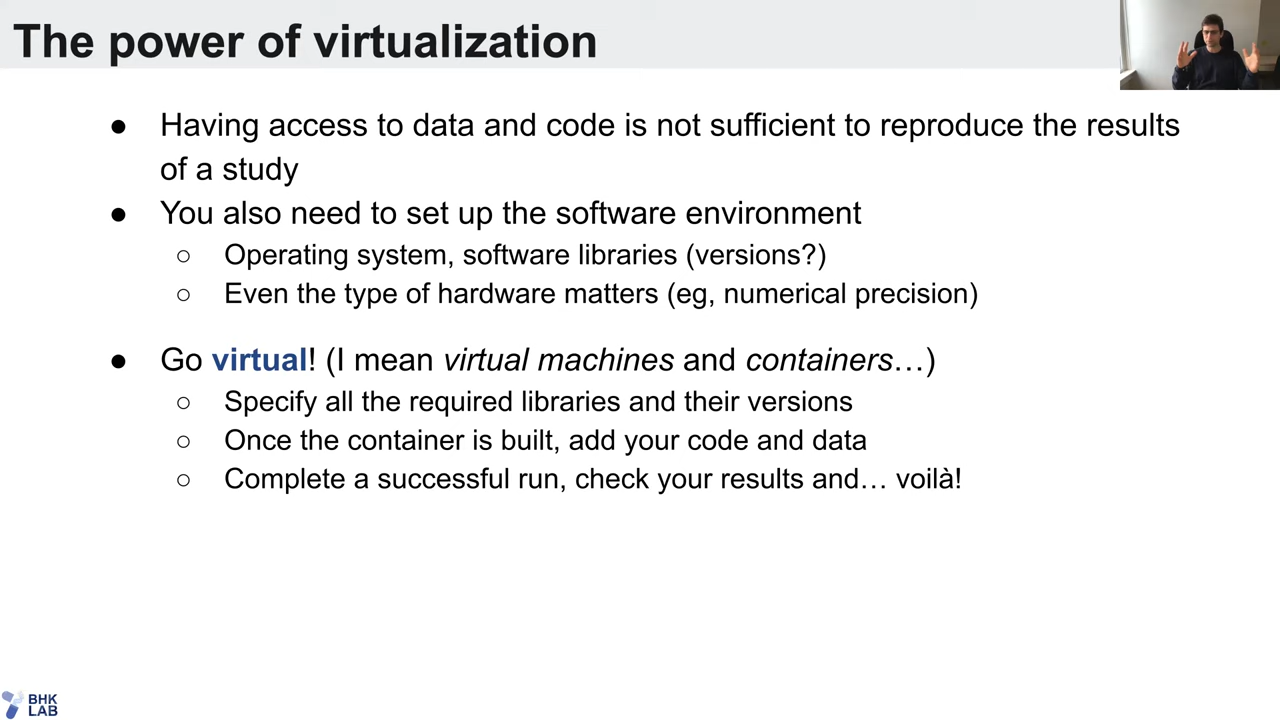 The power of virtualization
● Having access to data and code is not sufficient to reproduce the results
of a study
● You also need to set up the software environment
○ Operating system, software libraries (versions?)
○ Even the type of hardware matters (eg, numerical precision)
● Go virtual! (I mean virtual machines and containers…)
○ Specify all the required libraries and their versions
○ Once the container is built, add your code and data
○ Complete a successful run, check your results and… voilà!
BHK
LAB